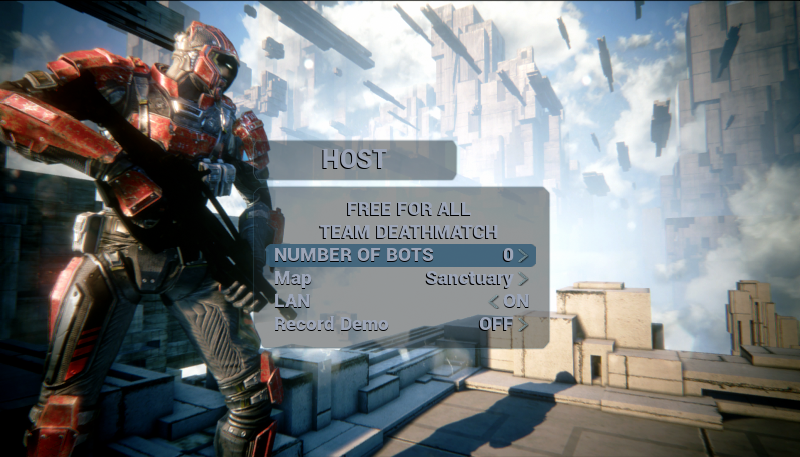 HOST
FREE FOR ALL
TEAM DEATHMATCH
NUMBER OF BOTS 0 >
Map Sanctuary >
LAN < ON
Record Demo OFF >